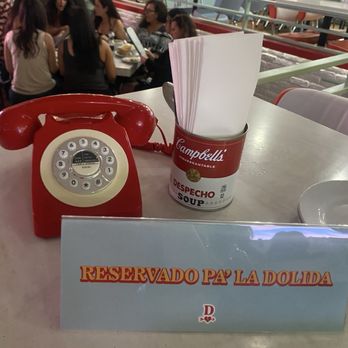 Campbell's
DESPECHO
SOUP
RESERVADO PA' LA DOLIDA
D